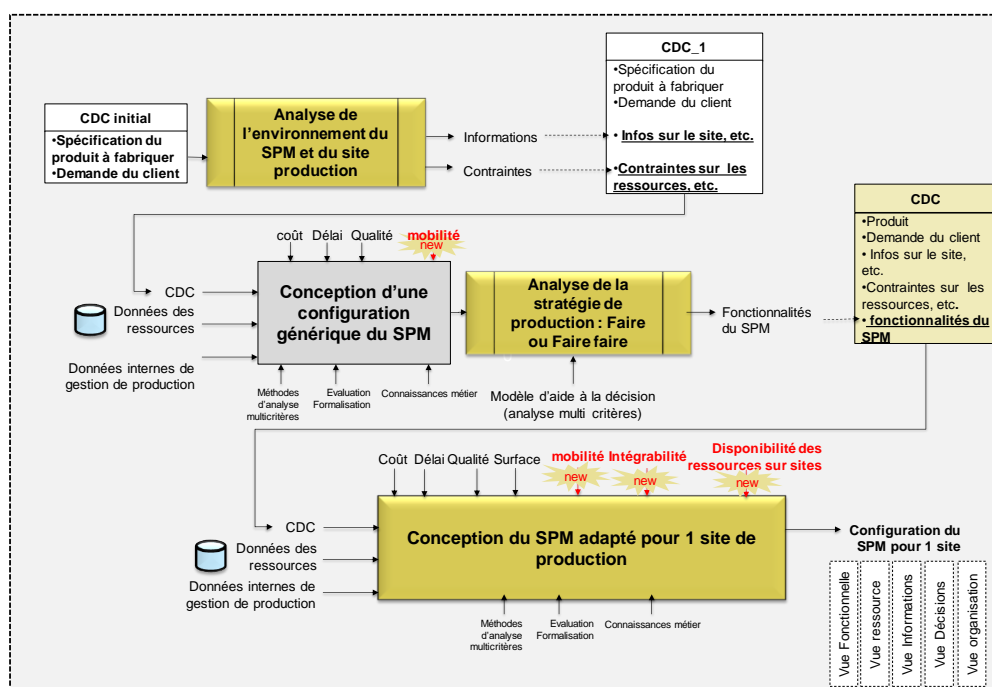 CDC_1
•Spécification du
produit à fabriquer
•Demande du client
• Infos sur le site, etc.
•Contraintes sur les
ressources, etc.
CDC initial
•Spécification du
produit à fabriquer
•Demande du client
Analyse de
l'environnement du
SPM et du site
production
Informations
Contraintes
CDC
•Produit
•Demande du client
• Infos sur le site,
etc.
•Contraintes sur les
ressources, etc.
• fonctionnalités du
SPM
coût
Délai
Qualité
mobilité
new
CDC
Données des
ressources
Données internes de
gestion de production
Conception d'une
configuration
générique du SPM
Analyse de la
stratégie de
production : Faire
ou Faire faire
Fonctionnalités
du SPM
Méthodes
d'analyse
multicritères
Evaluation
Formalisation
Connaissances métier
Modèle d'aide à la décision
(analyse multi critères)
Coût
Délai
Qualité
Surface
mobilité
new
Intégrabilité
new
Disponibilité des
ressources sur sites
new
CDC
Données des
ressources
Données internes de
gestion de production
Conception du SPM adapté pour 1 site de
production
Configuration du
SPM pour 1 site
Méthodes
d'analyse
multicritères
Evaluation
Formalisation
Connaissances métier
Vue Fonctionnelle
Vue ressource
Vue Informations
Vue Décisions
Vue organisation